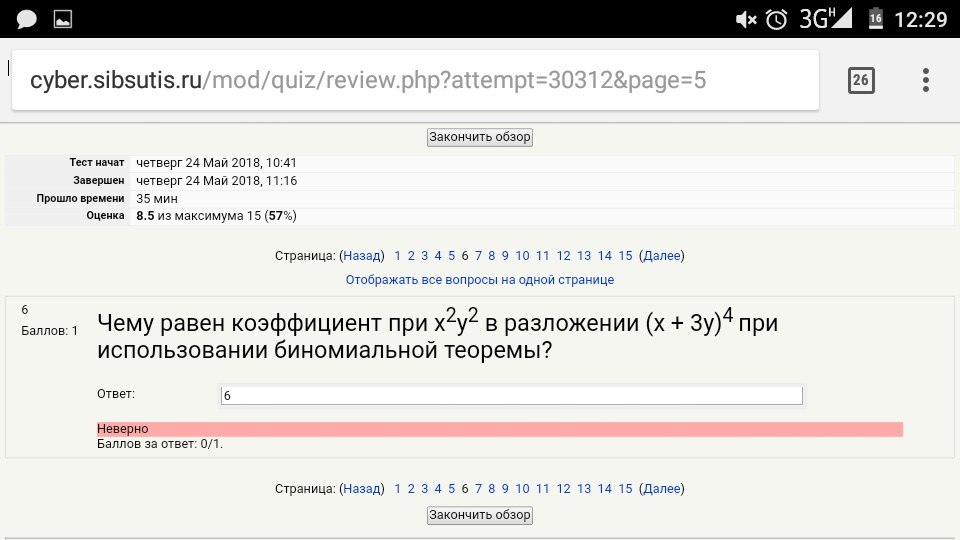 3G H 16 12:29
cyber.sibsutis.ru/mod/quiz/review.php?attempt=30312&page=5 26
Закончить обзор
Тест начат четверг 24 Май 2018, 10:41
Завершен четверг 24 Май 2018, 11:16
Прошло времени 35 мин
Оценка 8.5 из максимума 15 (57%)
Страница: (Назад) 1 2 3 4 5 6 7 8 9 10 11 12 13 14 15 (Далее)
Отображать все вопросы на одной странице
6
Баллов: 1
Чему равен коэффициент при x²y² в разложении (x + 3y)⁴ при
использовании биномиальной теоремы?
Ответ: 6
Неверно
Баллов за ответ: 0/1.
Страница: (Назад) 1 2 3 4 5 6 7 8 9 10 11 12 13 14 15 (Далее)
Закончить обзор